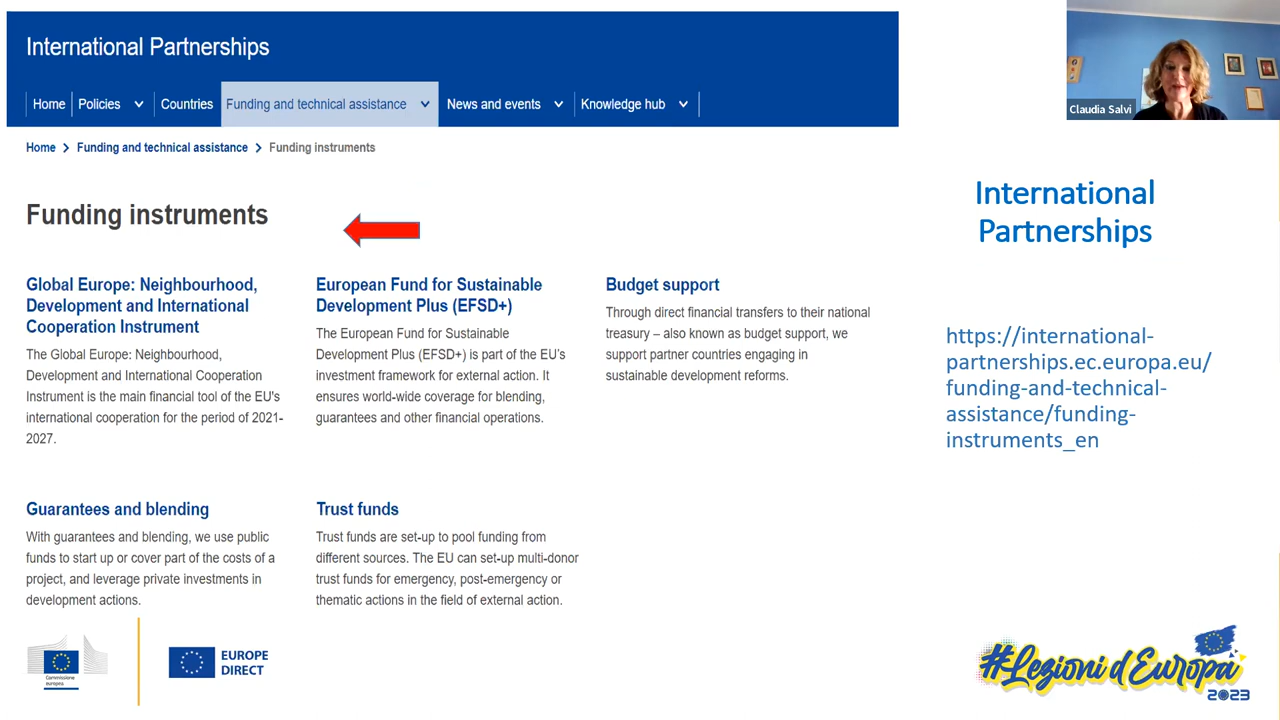 International Partnerships
Home
Policies
Countries
Funding and technical assistance
News and events
Knowledge hub
Claudia Salvi
Home > Funding and technical assistance > Funding instruments
Funding instruments
Global Europe: Neighbourhood,
Development and International
Cooperation Instrument
The Global Europe: Neighbourhood,
Development and International Cooperation
Instrument is the main financial tool of the EU's
international cooperation for the period of 2021-
2027.
European Fund for Sustainable
Development Plus (EFSD+)
The European Fund for Sustainable
Development Plus (EFSD+) is part of the EU's
investment framework for external action. It
ensures world-wide coverage for blending,
guarantees and other financial operations.
Budget support
Through direct financial transfers to their national
treasury – also known as budget support, we
support partner countries engaging in
sustainable development reforms.
Guarantees and blending
With guarantees and blending, we use public
funds to start up or cover part of the costs of a
project, and leverage private investments in
development actions.
Trust funds
Trust funds are set-up to pool funding from
different sources. The EU can set-up multi-donor
trust funds for emergency, post-emergency or
thematic actions in the field of external action.
International
Partnerships
https://international-
partnerships.ec.europa.eu/
funding-and-technical-
assistance/funding-
instruments_en
Commissione
europea
EUROPE
DIRECT
#Lezioni d'Europa
2023